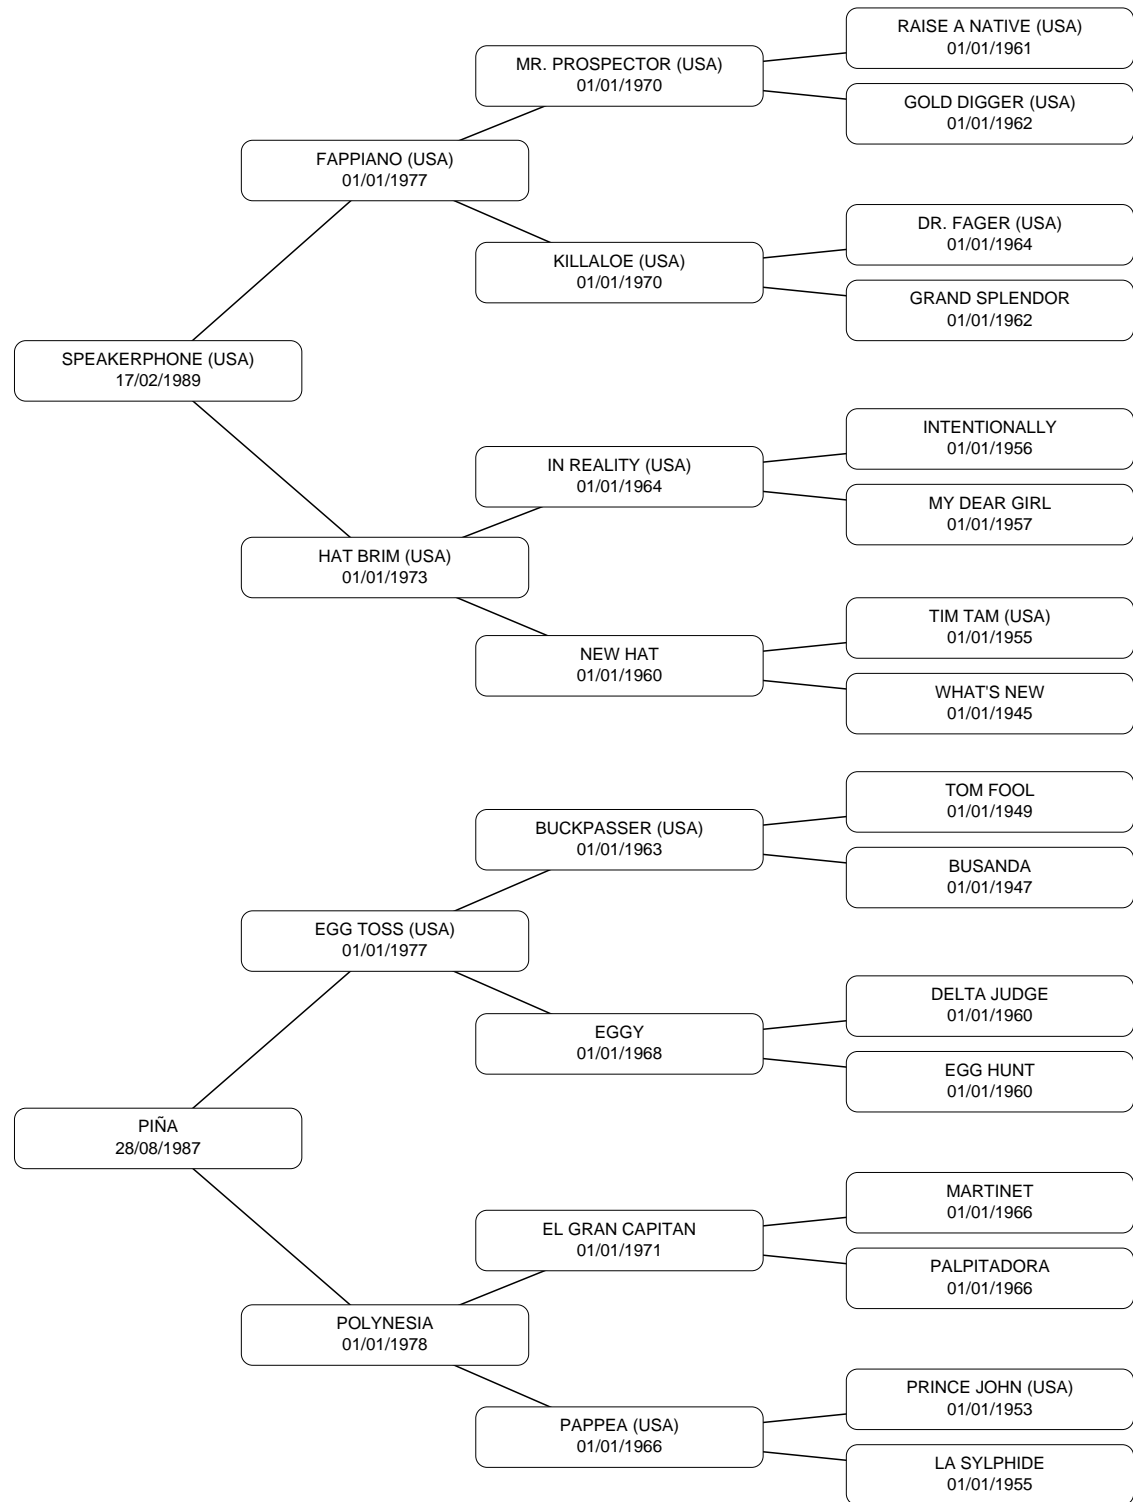 RAISE A NATIVE (USA)
01/01/1961
MR. PROSPECTOR (USA)
01/01/1970
GOLD DIGGER (USA)
01/01/1962
FAPPIANO (USA)
01/01/1977
DR. FAGER (USA)
01/01/1964
KILLALOE (USA)
01/01/1970
GRAND SPLENDOR
01/01/1962
SPEAKERPHONE (USA)
17/02/1989
INTENTIONALLY
01/01/1956
IN REALITY (USA)
01/01/1964
MY DEAR GIRL
01/01/1957
HAT BRIM (USA)
01/01/1973
TIM TAM (USA)
01/01/1955
NEW HAT
01/01/1960
WHAT'S NEW
01/01/1945
TOM FOOL
01/01/1949
BUCKPASSER (USA)
01/01/1963
BUSANDA
01/01/1947
EGG TOSS (USA)
01/01/1977
DELTA JUDGE
01/01/1960
EGGY
01/01/1968
EGG HUNT
01/01/1960
PIÑA
28/08/1987
MARTINET
01/01/1966
EL GRAN CAPITAN
01/01/1971
PALPITADORA
01/01/1966
POLYNESIA
01/01/1978
PRINCE JOHN (USA)
01/01/1953
PAPPEA (USA)
01/01/1966
LA SYLPHIDE
01/01/1955